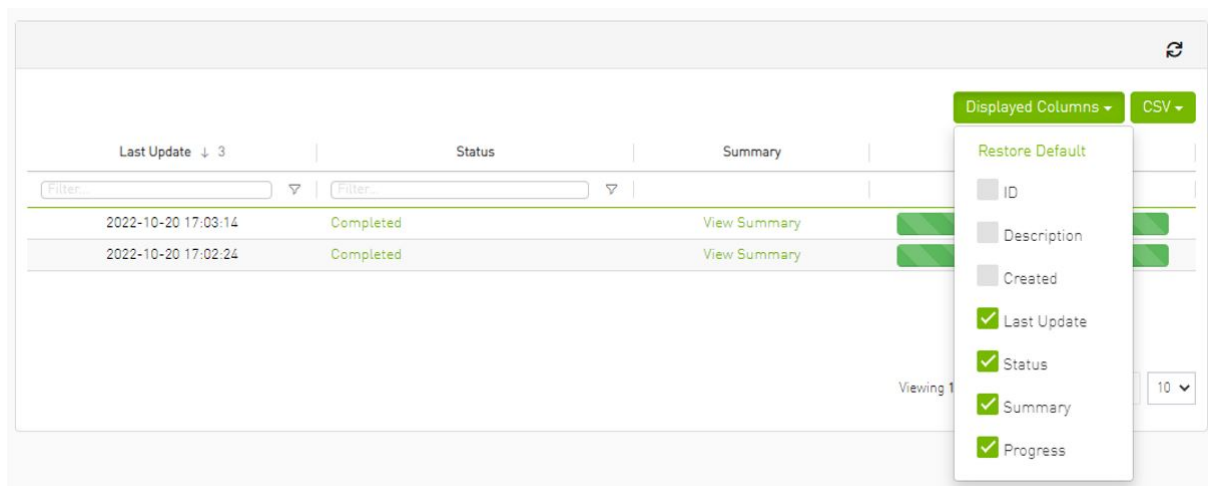 Displayed Columns CSV
Last Update ↓ 3 Status Summary
Filter... Filter...
2022-10-20 17:03:14 Completed View Summary
2022-10-20 17:02:24 Completed View Summary
Restore Default
ID
Description
Created
Last Update
Status
Summary
Progress
Viewing 1
10